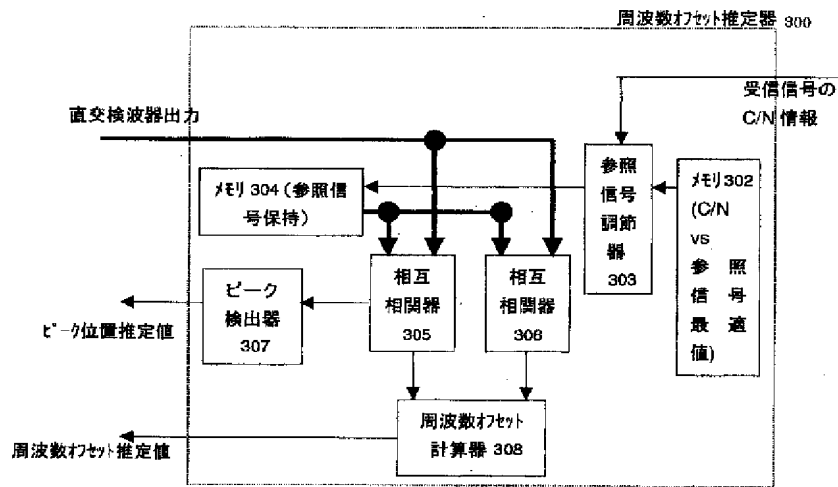 周波数オフセット推定器 300
受信信号の
C/N 情報
直交検波器出力
メモリ 304 (参照信
号保持)
参照
信号
調節
器
303
メモリ302
(C/N
vs
参照
信号
最適
値)
相互
相関器
305
相互
相関器
306
ピーク
検出器
307
ピーク位置推定値
周波数オフセット
計算器 308
周波数オフセット推定値